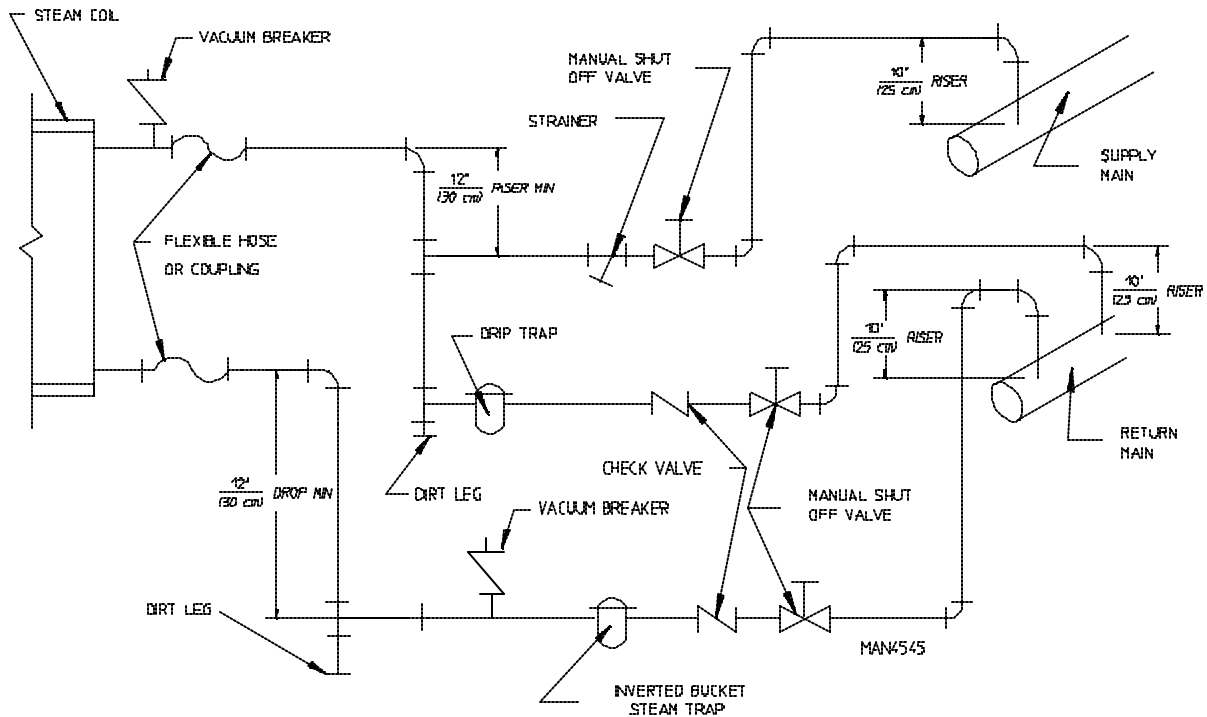 STEAM COIL
VACUUM BREAKER
MANUAL SHUT
OFF VALVE
10"
(25 cm) RISER
STRAINER
SUPPLY
MAIN
12"
(30 cm) RISER MIN
FLEXIBLE HOSE
OR COUPLING
10"
(25 cm) RISER
10"
(25 cm) RISER
DRIP TRAP
RETURN
MAIN
CHECK VALVE
12"
(30 cm) DROP MIN
DIRT LEG
MANUAL SHUT
OFF VALVE
VACUUM BREAKER
DIRT LEG
MAN4545
INVERTED BUCKET
STEAM TRAP